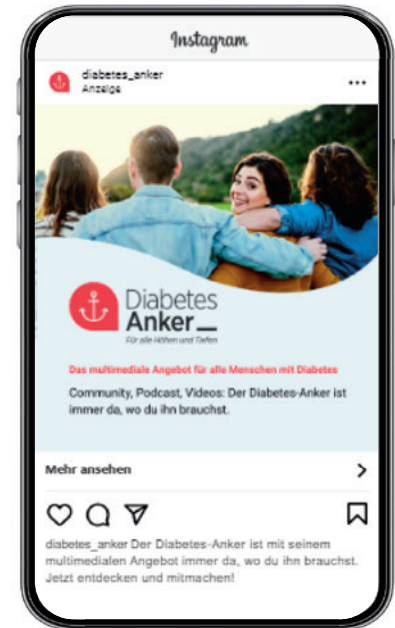 Instagram
diabetes_anker
Anzeige
Diabetes
Anker_
Für alle Höhen und Tiefen
Das multimediale Angebot für alle Menschen mit Diabetes
Community, Podcast, Videos: Der Diabetes-Anker ist
immer da, wo du ihn brauchst.
Mehr ansehen
diabetes_anker Der Diabetes-Anker ist mit seinem
multimedialen Angebot immer da, wo du ihn brauchst.
Jetzt entdecken und mitmachen!